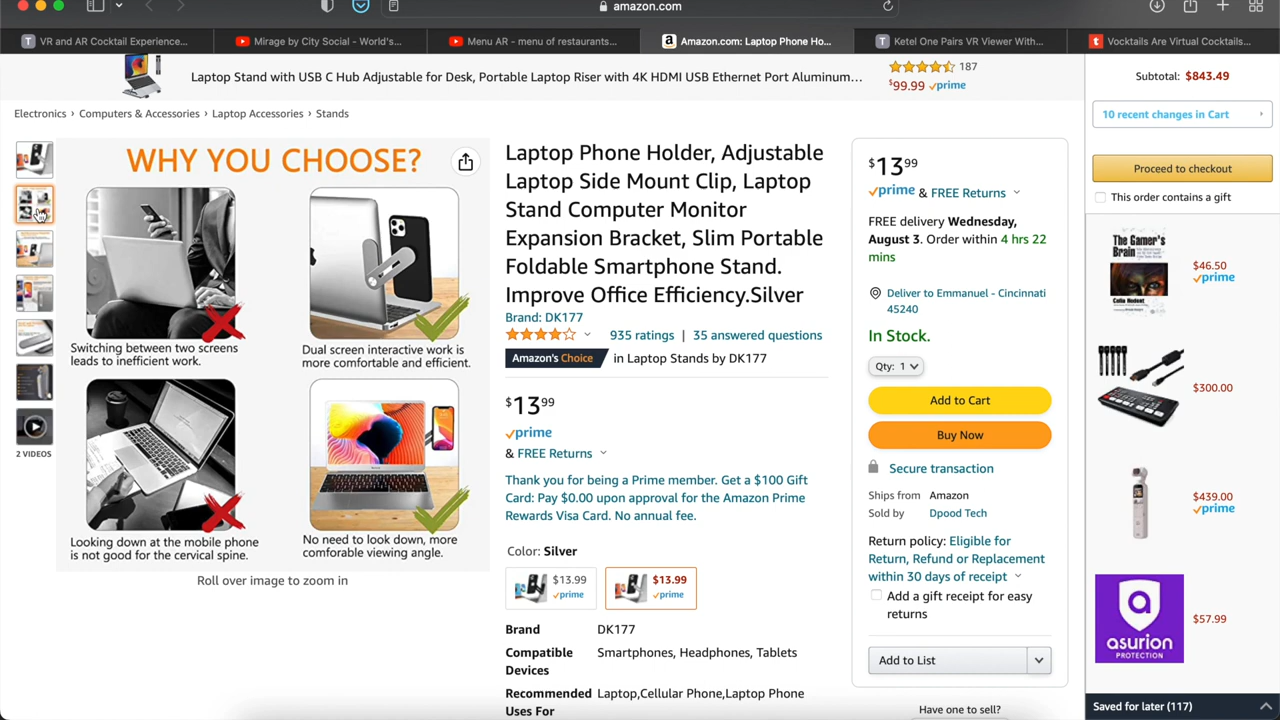 amazon.com
VR and AR Cocktail Experience...
Mirage by City Social - World's...
Menu AR - menu of restaurants...
Amazon.com: Laptop Phone Ho...
Ketel One Pairs VR Viewer With...
Vocktails Are Virtual Cocktails...
Laptop Stand with USB C Hub Adjustable for Desk, Portable Laptop Riser with 4K HDMI USB Ethernet Port Aluminum...
187
$99.99 prime
Subtotal: $843.49
10 recent changes in Cart
Proceed to checkout
This order contains a gift
Electronics › Computers & Accessories › Laptop Accessories › Stands
WHY YOU CHOOSE?
Switching between two screens
leads to inefficient work.
Dual screen interactive work is
more comfortable and efficient.
Looking down at the mobile phone
is not good for the cervical spine.
No need to look down, more
comfortable viewing angle.
Roll over image to zoom in
2 VIDEOS
Laptop Phone Holder, Adjustable
Laptop Side Mount Clip, Laptop
Stand Computer Monitor
Expansion Bracket, Slim Portable
Foldable Smartphone Stand.
Improve Office Efficiency.Silver
Brand: DK177
935 ratings | 35 answered questions
Amazon's Choice in Laptop Stands by DK177
$13 99
prime
& FREE Returns
Thank you for being a Prime member. Get a $100 Gift
Card: Pay $0.00 upon approval for the Amazon Prime
Rewards Visa Card. No annual fee.
Color: Silver
$13.99
prime
$13.99
prime
Brand DK177
Compatible Smartphones, Headphones, Tablets
Devices
Recommended Laptop,Cellular Phone,Laptop Phone
Uses For
$13 99
prime & FREE Returns
FREE delivery Wednesday,
August 3. Order within 4 hrs 22
mins
Deliver to Emmanuel - Cincinnati
45240
In Stock.
Qty: 1
Add to Cart
Buy Now
Secure transaction
Ships from Amazon
Sold by Dpood Tech
Return policy: Eligible for
Return, Refund or Replacement
within 30 days of receipt
Add a gift receipt for easy
returns
Add to List
Have one to sell?
The Gamer's
Brain
Celia Hodent
$46.50
prime
$300.00
$439.00
prime
asurion
PROTECTION
$57.99
Saved for later (117)